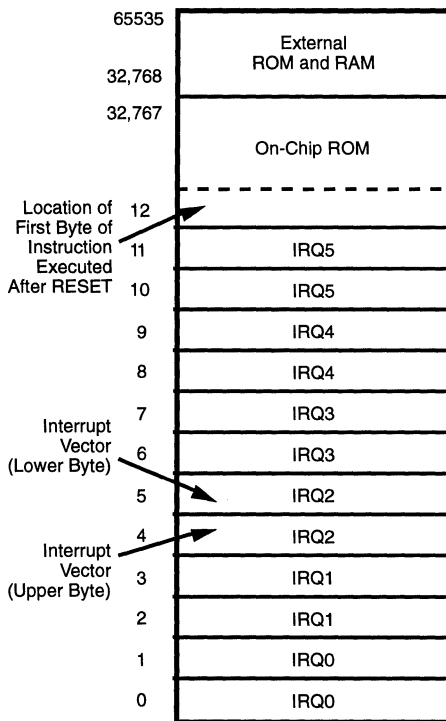 65535
External
ROM and RAM
32,768
32,767
On-Chip ROM
Location of
First Byte of
Instruction
Executed
After RESET
12
11 IRQ5
10 IRQ5
9 IRQ4
8 IRQ4
7 IRQ3
Interrupt
Vector
(Lower Byte)
6 IRQ3
5 IRQ2
4 IRQ2
Interrupt
Vector
(Upper Byte)
3 IRQ1
2 IRQ1
1 IRQ0
0 IRQ0